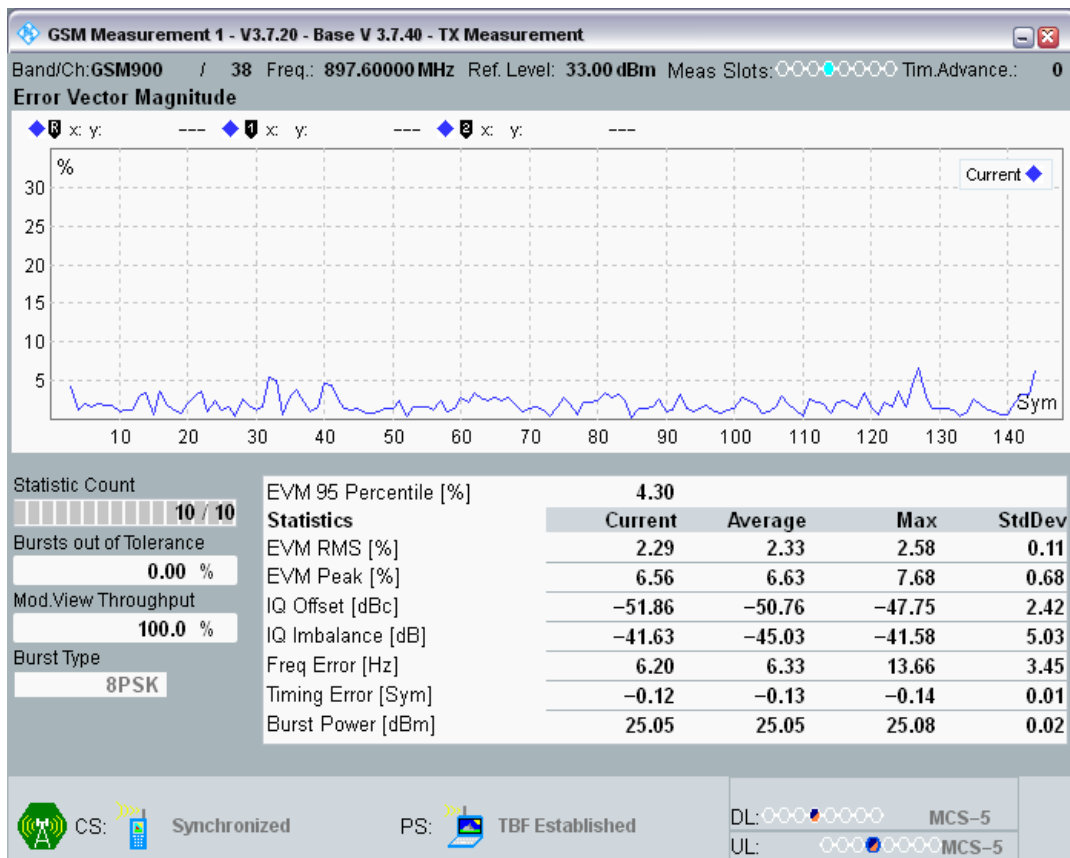 GSM Measurement 1 - V3.7.20 - Base V 3.7.40 - TX Measurement
Band/Ch:GSM900 / 38 Freq.: 897.60000 MHz Ref. Level: 33.00 dBm Meas Slots: Tim.Advance.: 0
Error Vector Magnitude
R x: y: --- 1 x: y: --- 2 x: y: ---
%
Current
30
25
20
15
10
5
Sym
10 20 30 40 50 60 70 80 90 100 110 120 130 140
Statistic Count
10 / 10
Bursts out of Tolerance
0.00 %
Mod.View Throughput
100.0 %
Burst Type
8PSK
EVM 95 Percentile [%] 4.30
Statistics Current Average Max StdDev
EVM RMS [%] 2.29 2.33 2.58 0.11
EVM Peak [%] 6.56 6.63 7.68 0.68
IQ Offset [dBc] −51.86 −50.76 −47.75 2.42
IQ Imbalance [dB] −41.63 −45.03 −41.58 5.03
Freq Error [Hz] 6.20 6.33 13.66 3.45
Timing Error [Sym] −0.12 −0.13 −0.14 0.01
Burst Power [dBm] 25.05 25.05 25.08 0.02
CS: Synchronized PS: TBF Established
DL: MCS−5
UL: MCS−5